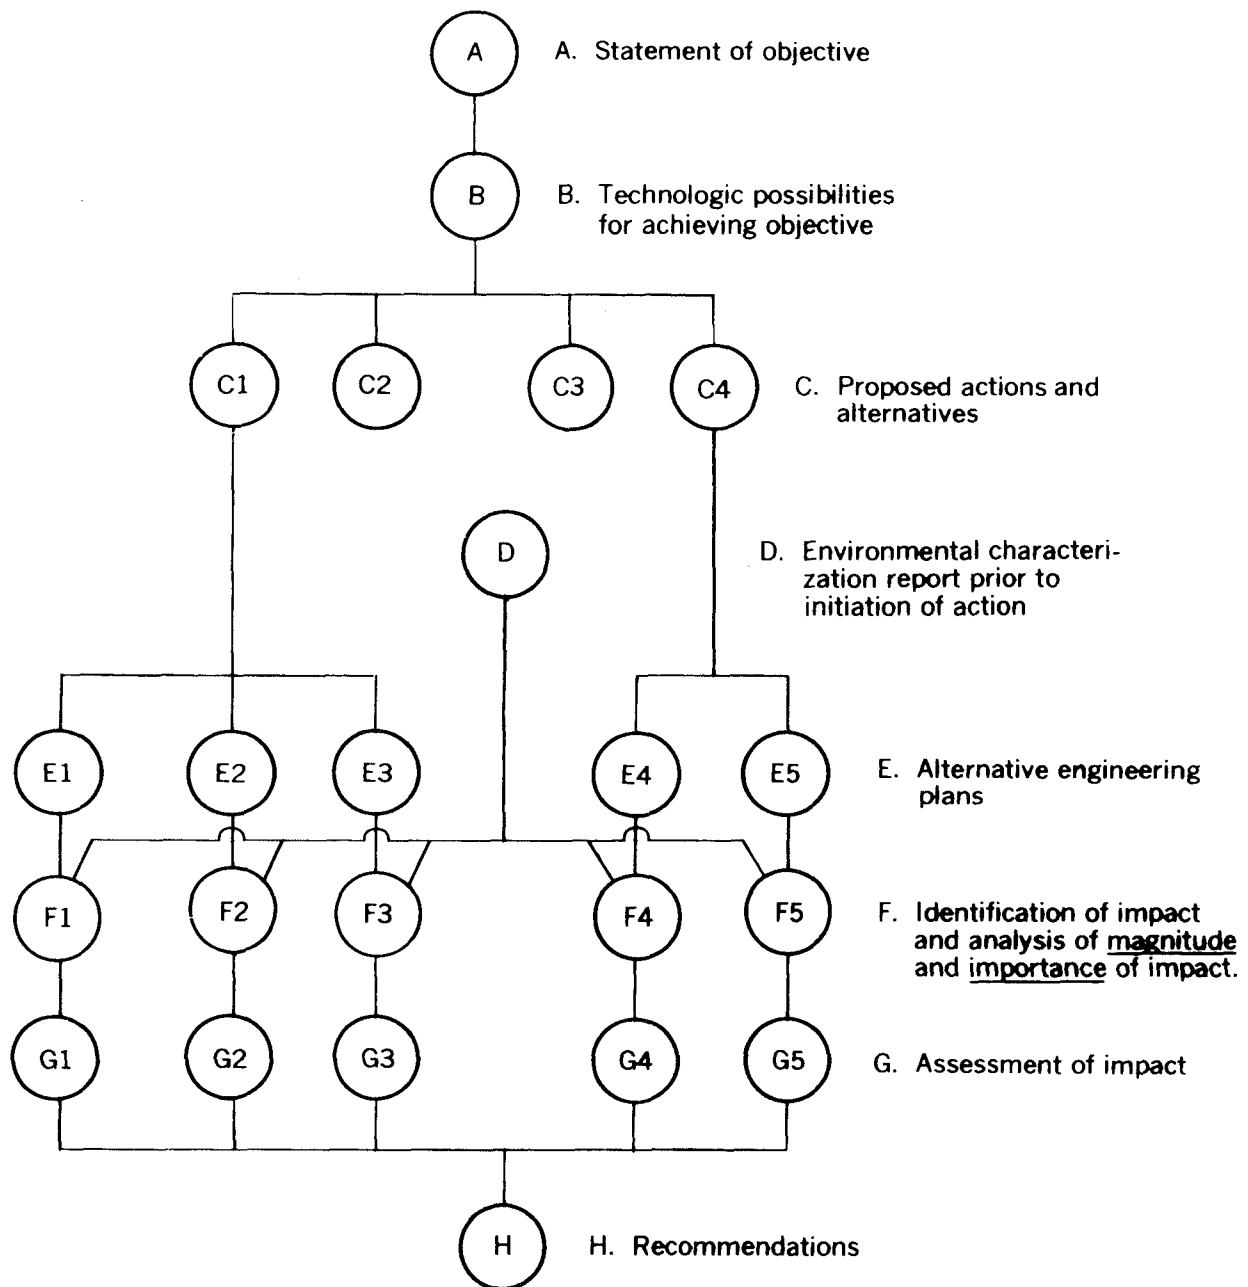 A
A. Statement of objective
B
B. Technologic possibilities
for achieving objective
C1
C2
C3
C4
C. Proposed actions and
alternatives
D
D. Environmental characteri-
zation report prior to
initiation of action
E1
E2
E3
E4
E5
E. Alternative engineering
plans
F1
F2
F3
F4
F5
F. Identification of impact
and analysis of magnitude
and importance of impact.
G1
G2
G3
G4
G5
G. Assessment of impact
H
H. Recommendations